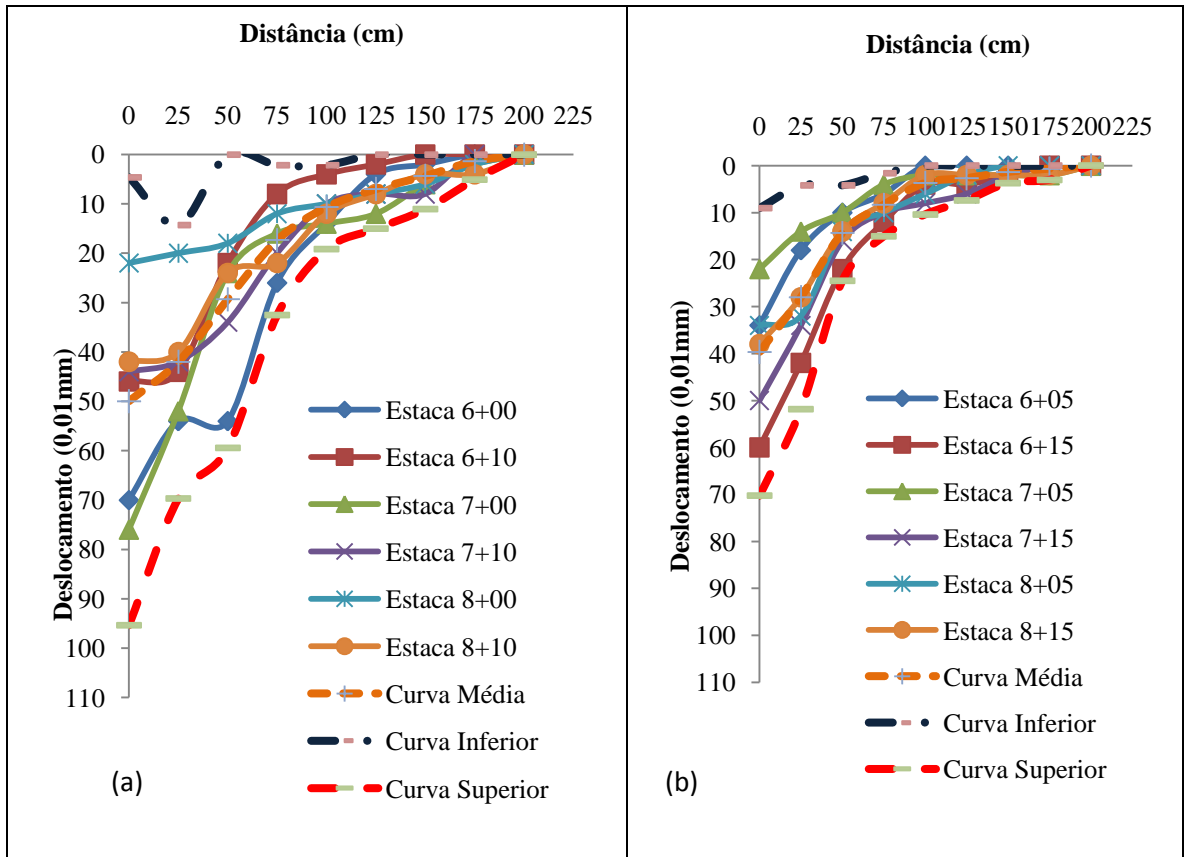 Distância (cm)
0 25 50 75 100 125 150 175 200 225
0
10
20
30
40
50
60
70
80
90
100
110
Deslocamento (0,01mm)
Estaca 6+00
Estaca 6+10
Estaca 7+00
Estaca 7+10
Estaca 8+00
Estaca 8+10
Curva Média
Curva Inferior
Curva Superior
(a)
Distância (cm)
0 25 50 75 100 125 150 175 200 225
0
10
20
30
40
50
60
70
80
90
100
110
Deslocamento (0,01mm)
Estaca 6+05
Estaca 6+15
Estaca 7+05
Estaca 7+15
Estaca 8+05
Estaca 8+15
Curva Média
Curva Inferior
Curva Superior
(b)